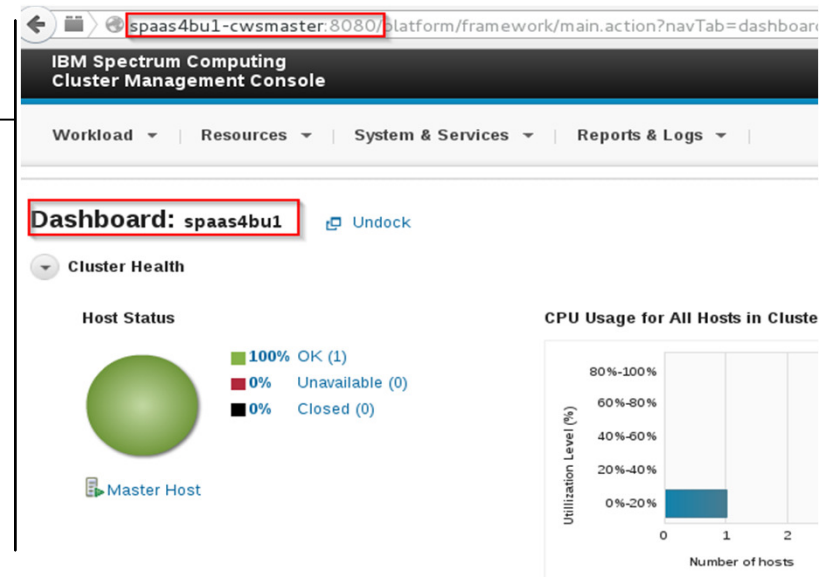 spaas4bu1-cwsmaster:8080/platform/framework/main.action?navTab=dashboard
IBM Spectrum Computing
Cluster Management Console
Workload | Resources | System & Services | Reports & Logs |
Dashboard: spaas4bu1 Undock
Cluster Health
Host Status
100% OK (1)
0% Unavailable (0)
0% Closed (0)
Master Host
CPU Usage for All Hosts in Cluste
Utillization Level (%)
80%-100%
60%-80%
40%-60%
20%-40%
0%-20%
0 1 2
Number of hosts